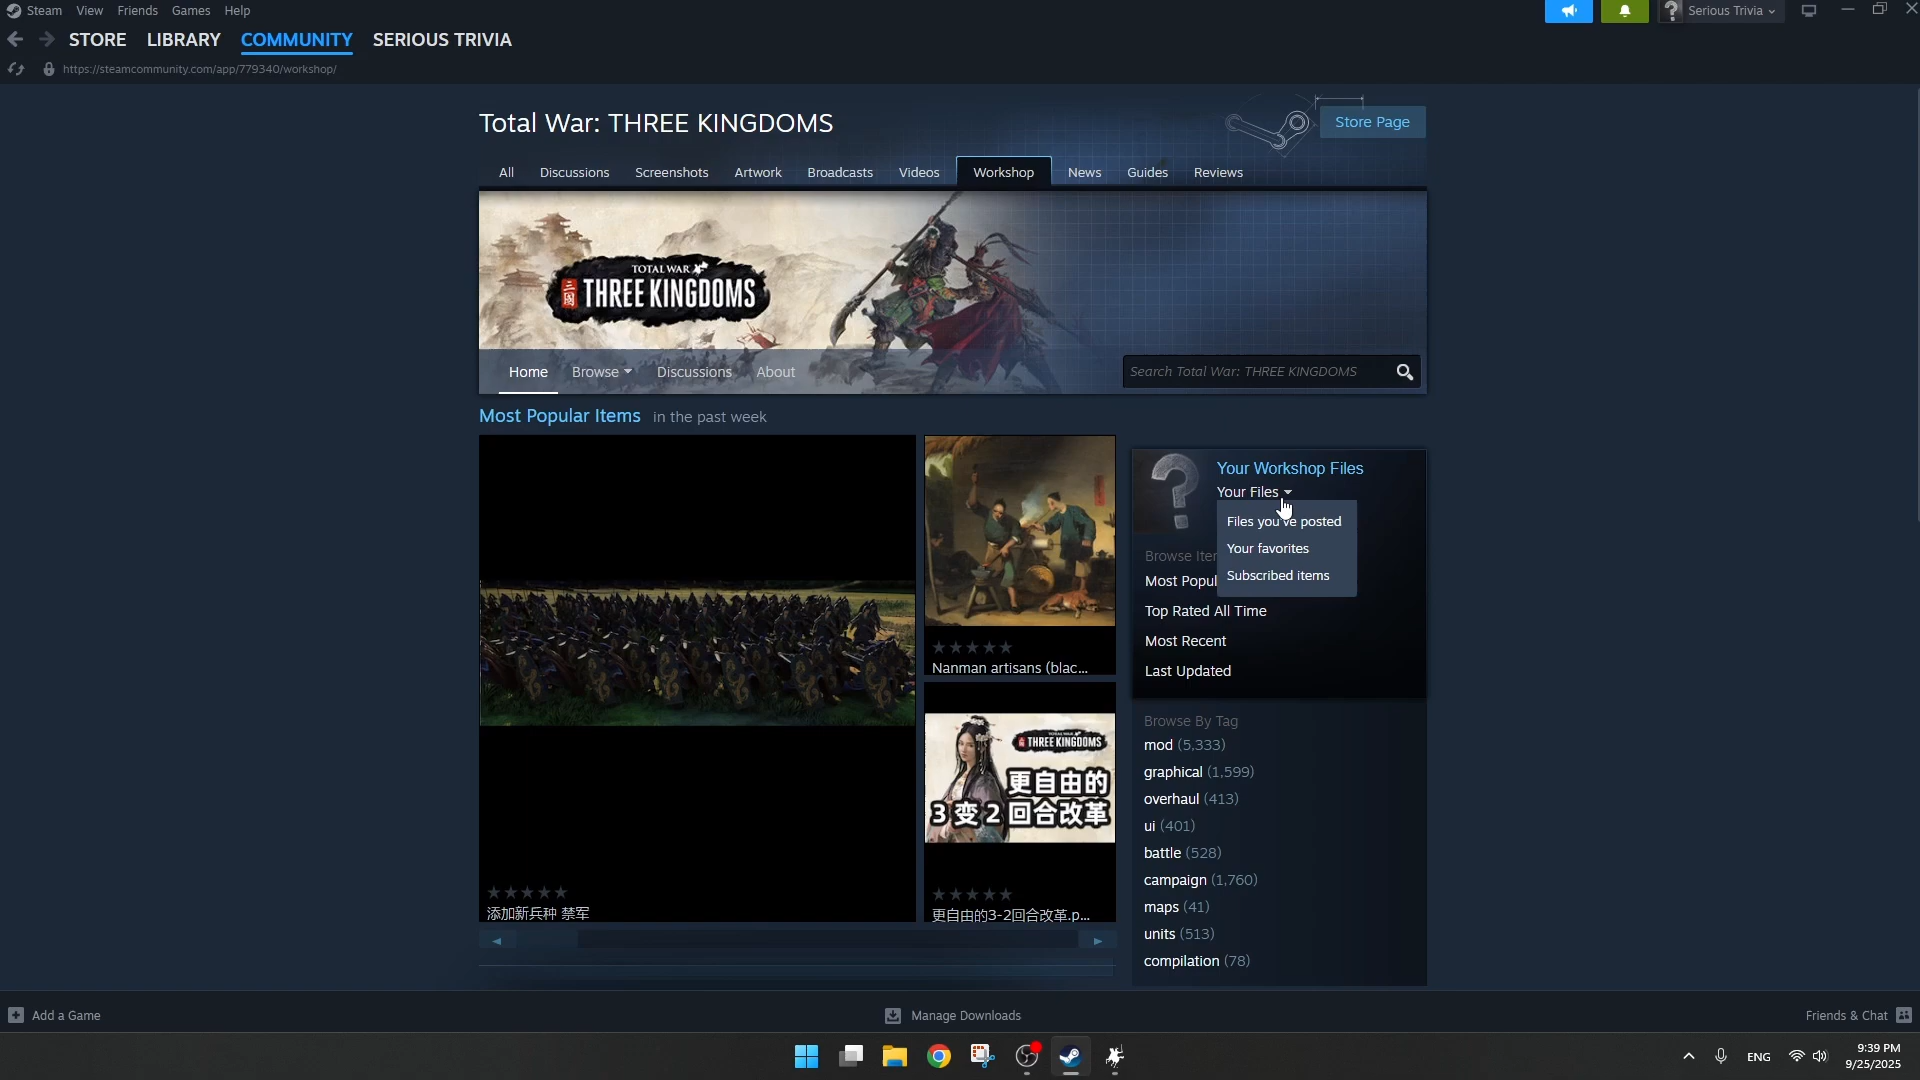 Steam View Friends Games Help
Serious Trivia
STORE LIBRARY COMMUNITY SERIOUS TRIVIA
https://steamcommunity.com/app/779340/workshop/
Total War: THREE KINGDOMS
Store Page
All Discussions Screenshots Artwork Broadcasts Videos Workshop News Guides Reviews
TOTAL WAR
三國 THREE KINGDOMS
Home Browse Discussions About
Search Total War: THREE KINGDOMS
Most Popular Items in the past week
Your Workshop Files
Your Files
Files you've posted
Your favorites
Subscribed items
Browse Iter
Most Popul
Top Rated All Time
Most Recent
Last Updated
Nanman artisans (blac...
TOTAL WAR
THREE KINGDOMS
更自由的
3变2回合改革
添加新兵种 禁军
更自由的3-2回合改革.p...
Browse By Tag
mod (5,333)
graphical (1,599)
overhaul (413)
ui (401)
battle (528)
campaign (1,760)
maps (41)
units (513)
compilation (78)
Add a Game
Manage Downloads
Friends & Chat
ENG
9:39 PM
9/25/2025